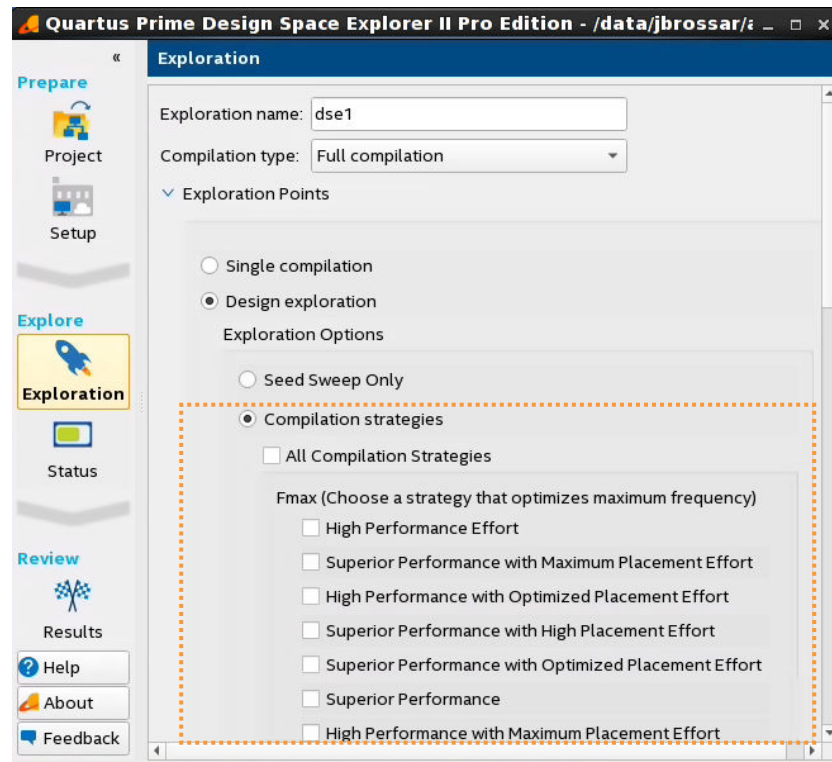 Quartus Prime Design Space Explorer II Pro Edition - /data/jbrossar/
«
Prepare
Project
Setup
Explore
Exploration
Status
Review
Results
Help
About
Feedback
Exploration
Exploration name: dse1
Compilation type: Full compilation
Exploration Points
Single compilation
Design exploration
Exploration Options
Seed Sweep Only
Compilation strategies
All Compilation Strategies
Fmax (Choose a strategy that optimizes maximum frequency)
High Performance Effort
Superior Performance with Maximum Placement Effort
High Performance with Optimized Placement Effort
Superior Performance with High Placement Effort
Superior Performance with Optimized Placement Effort
Superior Performance
High Performance with Maximum Placement Effort